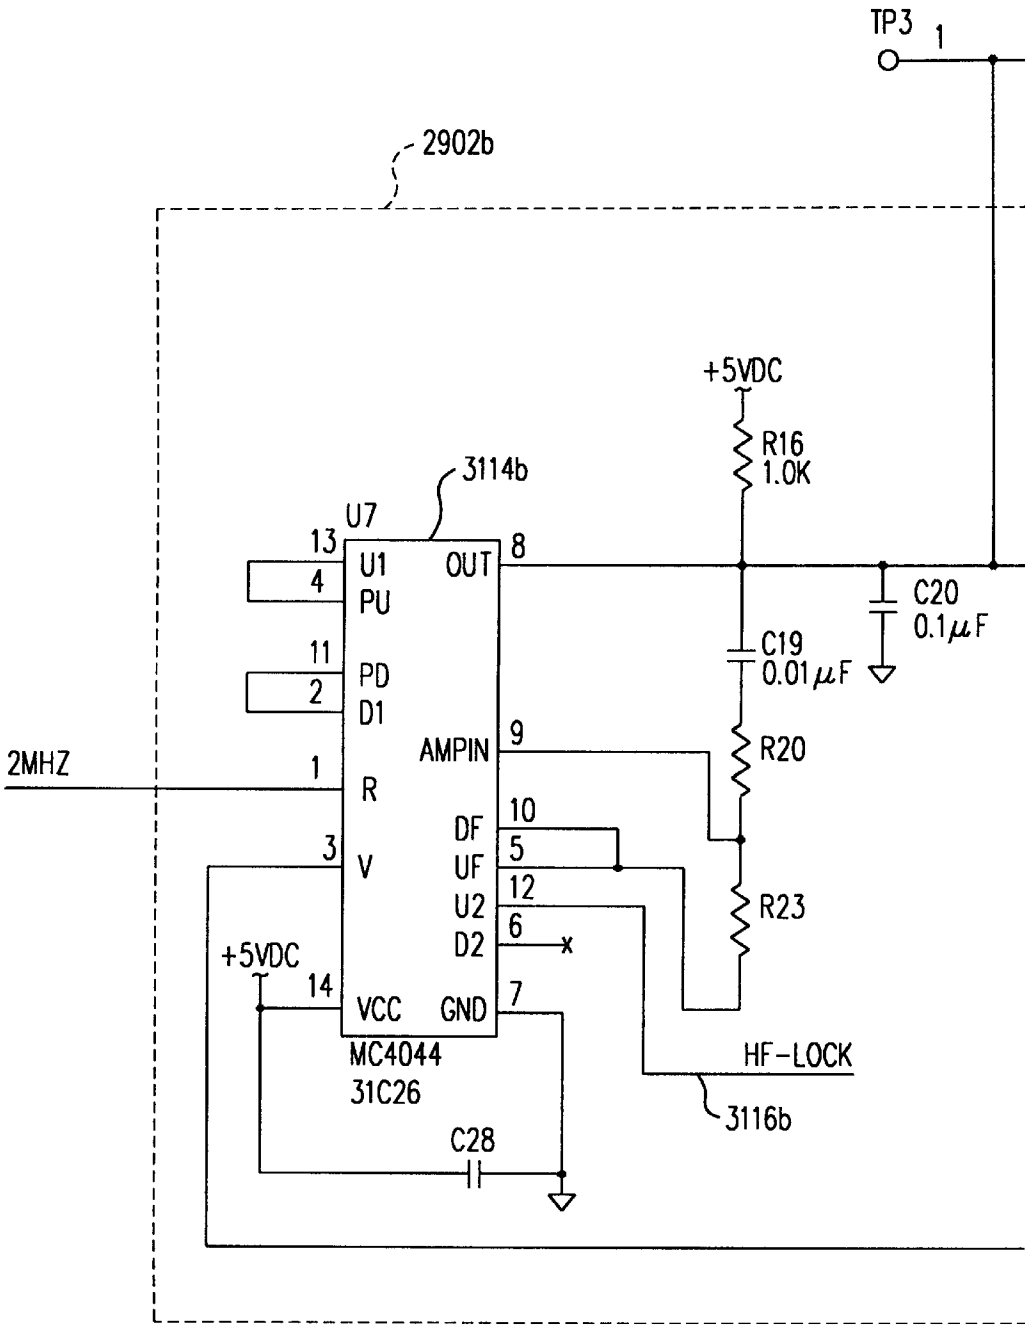 TP3 1
2902b
+5VDC
R16
1.0K
3114b
U7
13 U1 OUT 8
4 PU
C20
0.1μF
C19
0.01μF
11 PD
2 D1
AMPIN 9
R20
2MHZ
1 R
DF 10
3 V UF 5
U2 12
R23
D2 6 x
+5VDC
14 VCC GND 7
MC4044
31C26
HF-LOCK
3116b
C28